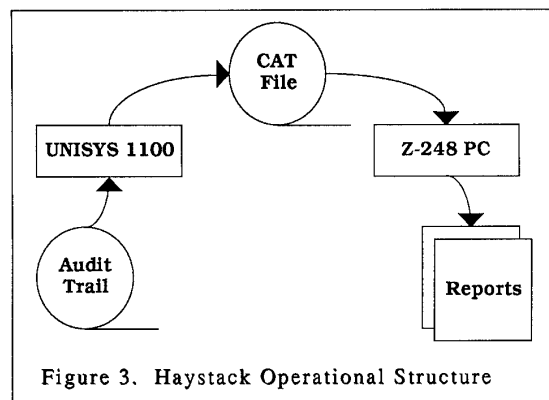 CAT
File
UNISYS 1100
Z-248 PC
Audit
Trail
Reports
Figure 3. Haystack Operational Structure